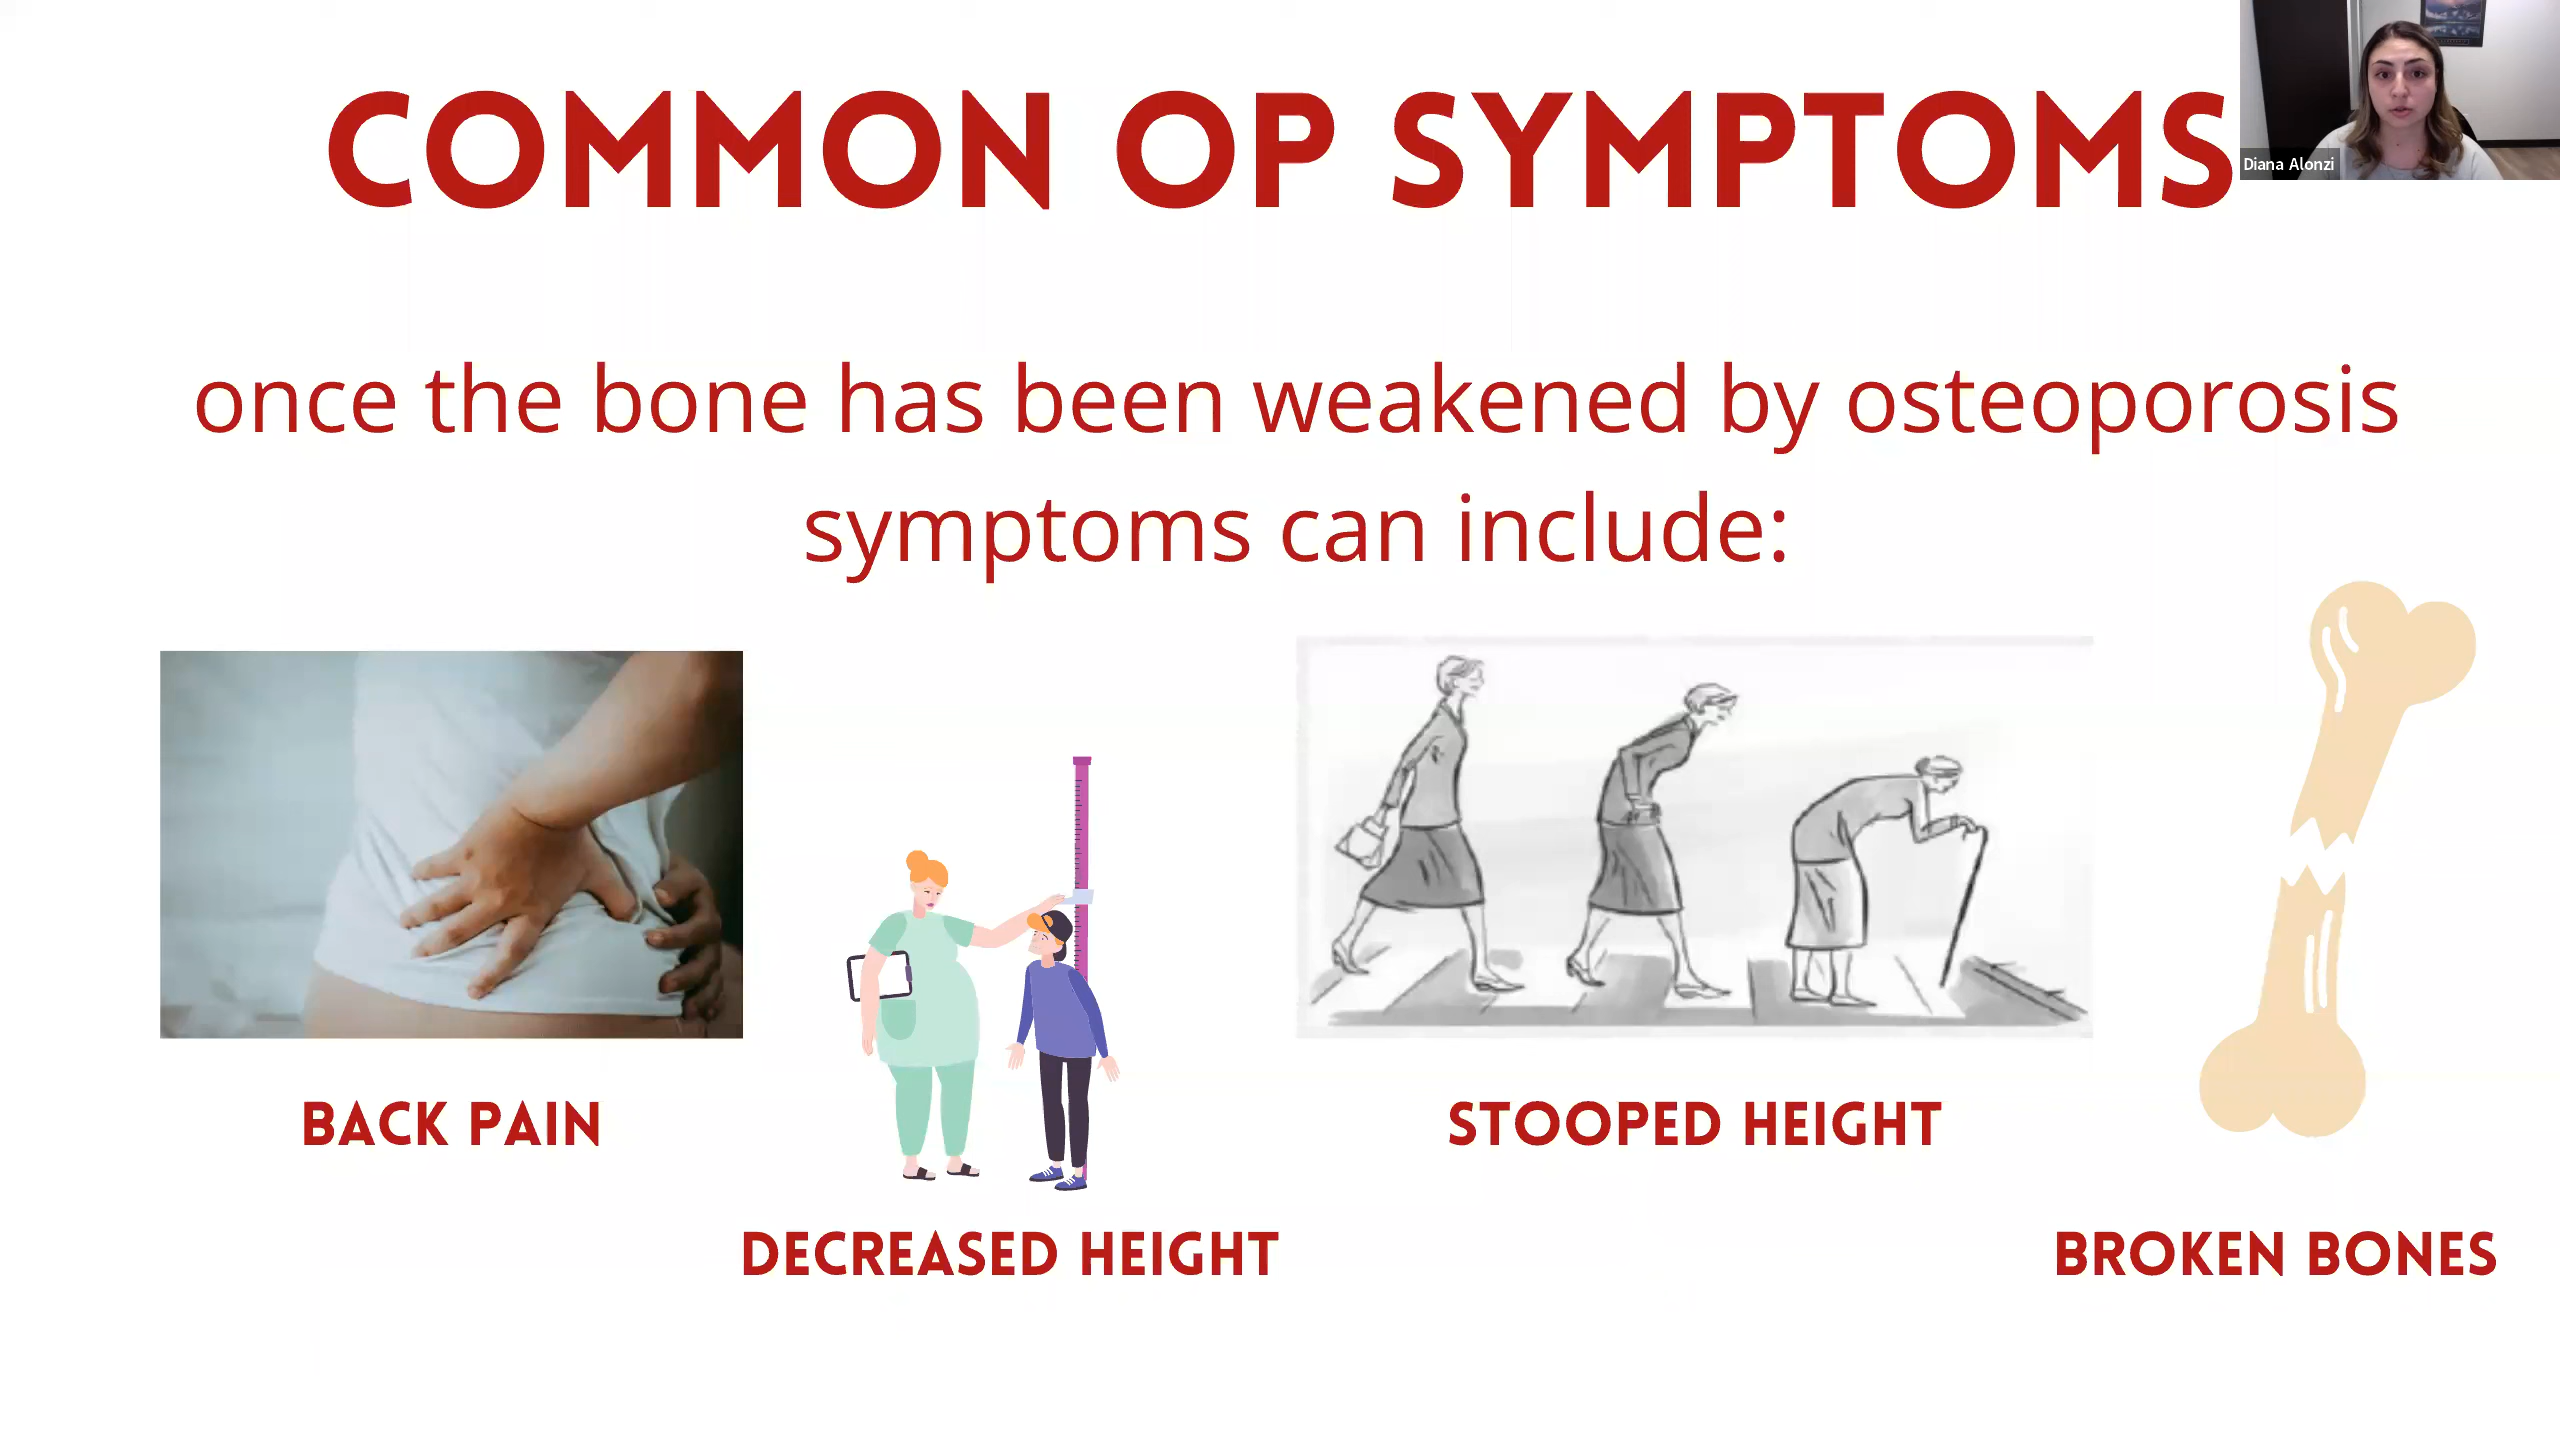 COMMON OP SYMPTOMS
Diana Alonzi
once the bone has been weakened by osteoporosis
symptoms can include:
BACK PAIN
DECREASED HEIGHT
STOOPED HEIGHT
BROKEN BONES